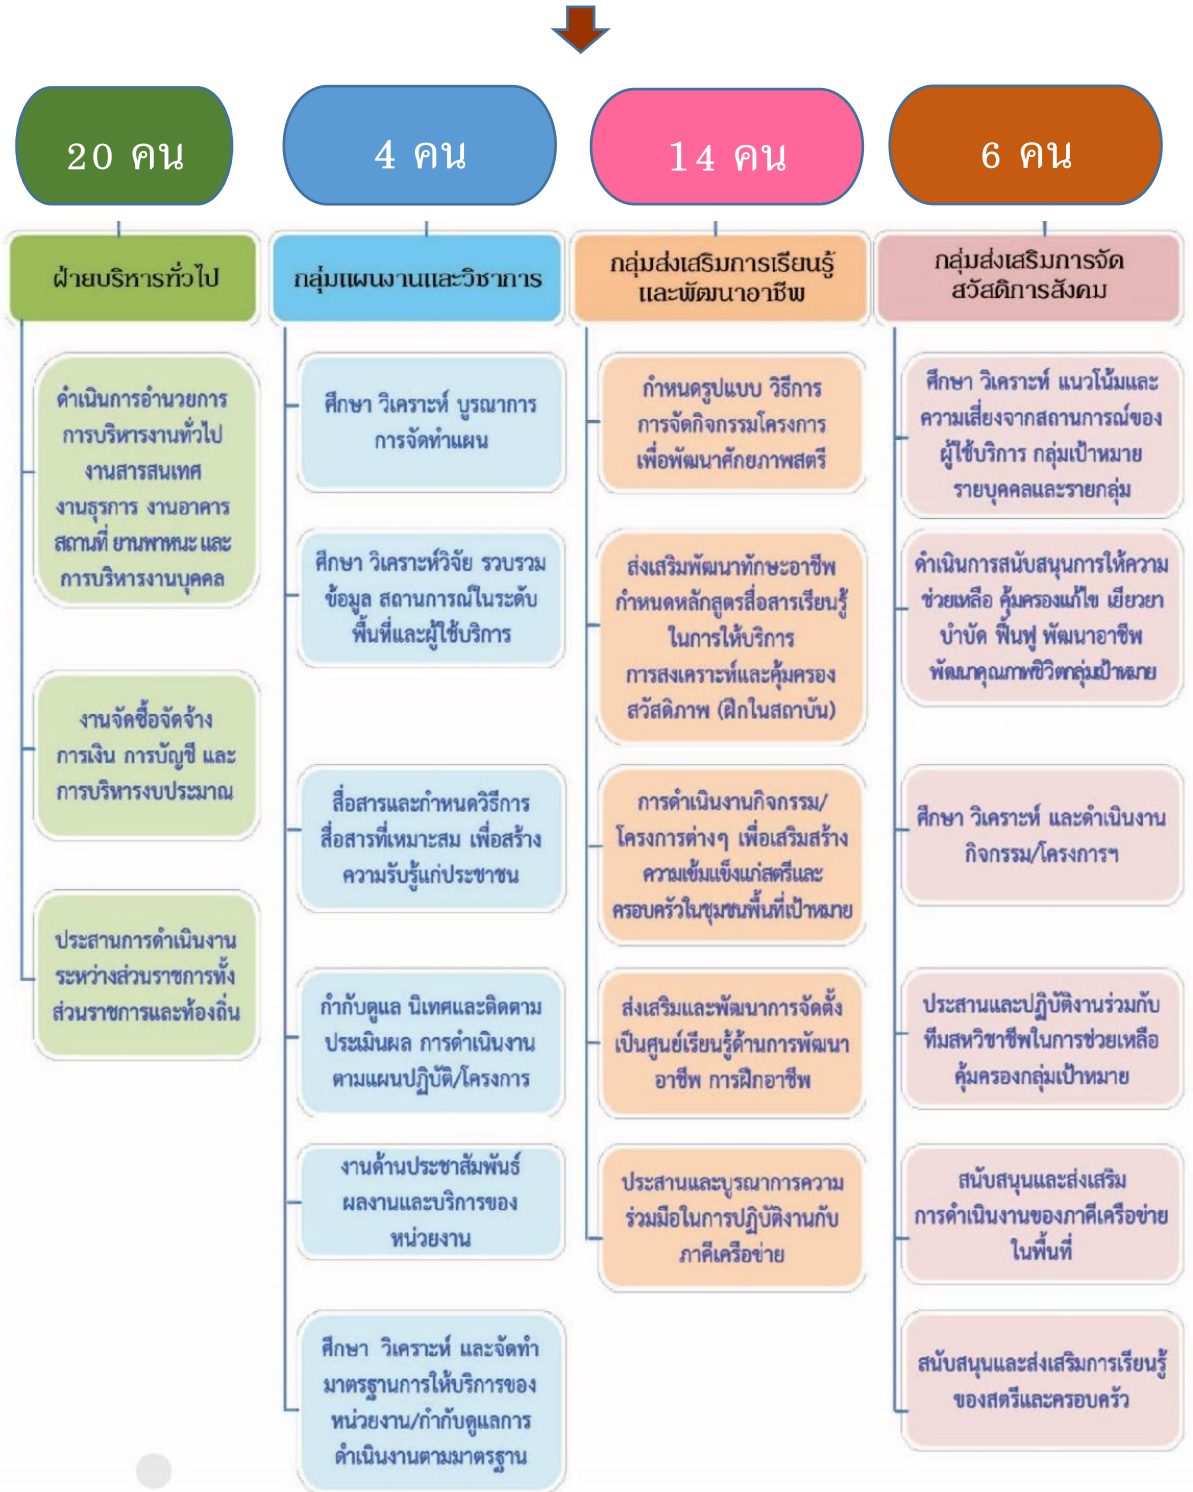 20 คน
4 คน
14 คน
6 คน
ฝ่ายบริหารทั่วไป
ดำเนินการอำนวยการ
การบริหารงานทั่วไป
งานสารสนเทศ
งานธุรการ งานอาคาร
สถานที่ ยานพาหนะ และ
การบริหารงานบุคคล
งานจัดซื้อจัดจ้าง
การเงิน การบัญชี และ
การบริหารงบประมาณ
ประสานการดำเนินงาน
ระหว่างส่วนราชการทั้ง
ส่วนราชการและท้องถิ่น
กลุ่มแผนงานและวิชาการ
ศึกษา วิเคราะห์ บูรณาการ
การจัดทำแผน
ศึกษา วิเคราะห์วิจัย รวบรวม
ข้อมูล สถานการณ์ในระดับ
พื้นที่และผู้ใช้บริการ
สื่อสารและกำหนดวิธีการ
สื่อสารที่เหมาะสม เพื่อสร้าง
ความรับรู้แก่ประชาชน
กำกับดูแล นิเทศและติดตาม
ประเมินผล การดำเนินงาน
ตามแผนปฏิบัติ/โครงการ
งานด้านประชาสัมพันธ์
ผลงานและบริการของ
หน่วยงาน
ศึกษา วิเคราะห์ และจัดทำ
มาตรฐานการให้บริการของ
หน่วยงาน/กำกับดูแลการ
ดำเนินงานตามมาตรฐาน
กลุ่มส่งเสริมการเรียนรู้
และพัฒนาอาชีพ
กำหนดรูปแบบ วิธีการ
การจัดกิจกรรมโครงการ
เพื่อพัฒนาศักยภาพสตรี
ส่งเสริมพัฒนาทักษะอาชีพ
กำหนดหลักสูตรสื่อสารเรียนรู้
ในการให้บริการ
การสงเคราะห์และคุ้มครอง
สวัสดิภาพ (ฝึกในสถาบัน)
การดำเนินงานกิจกรรม/
โครงการต่างๆ เพื่อเสริมสร้าง
ความเข้มแข็งแก่สตรีและ
ครอบครัวในชุมชนพื้นที่เป้าหมาย
ส่งเสริมและพัฒนาการจัดตั้ง
เป็นศูนย์เรียนรู้ด้านการพัฒนา
อาชีพ การฝึกอาชีพ
ประสานและบูรณาการความ
ร่วมมือในการปฏิบัติงานกับ
ภาคีเครือข่าย
กลุ่มส่งเสริมการจัด
สวัสดิการสังคม
ศึกษา วิเคราะห์ แนวโน้มและ
ความเสี่ยงจากสถานการณ์ของ
ผู้ใช้บริการ กลุ่มเป้าหมาย
รายบุคคลและรายกลุ่ม
ดำเนินการสนับสนุนการให้ความ
ช่วยเหลือ คุ้มครองแก้ไข เยียวยา
บำบัด ฟื้นฟู พัฒนาอาชีพ
พัฒนาคุณภาพชีวิตกลุ่มเป้าหมาย
ศึกษา วิเคราะห์ และดำเนินงาน
กิจกรรม/โครงการฯ
ประสานและปฏิบัติงานร่วมกับ
ทีมสหวิชาชีพในการช่วยเหลือ
คุ้มครองกลุ่มเป้าหมาย
สนับสนุนและส่งเสริม
การดำเนินงานของภาคีเครือข่าย
ในพื้นที่
สนับสนุนและส่งเสริมการเรียนรู้
ของสตรีและครอบครัว